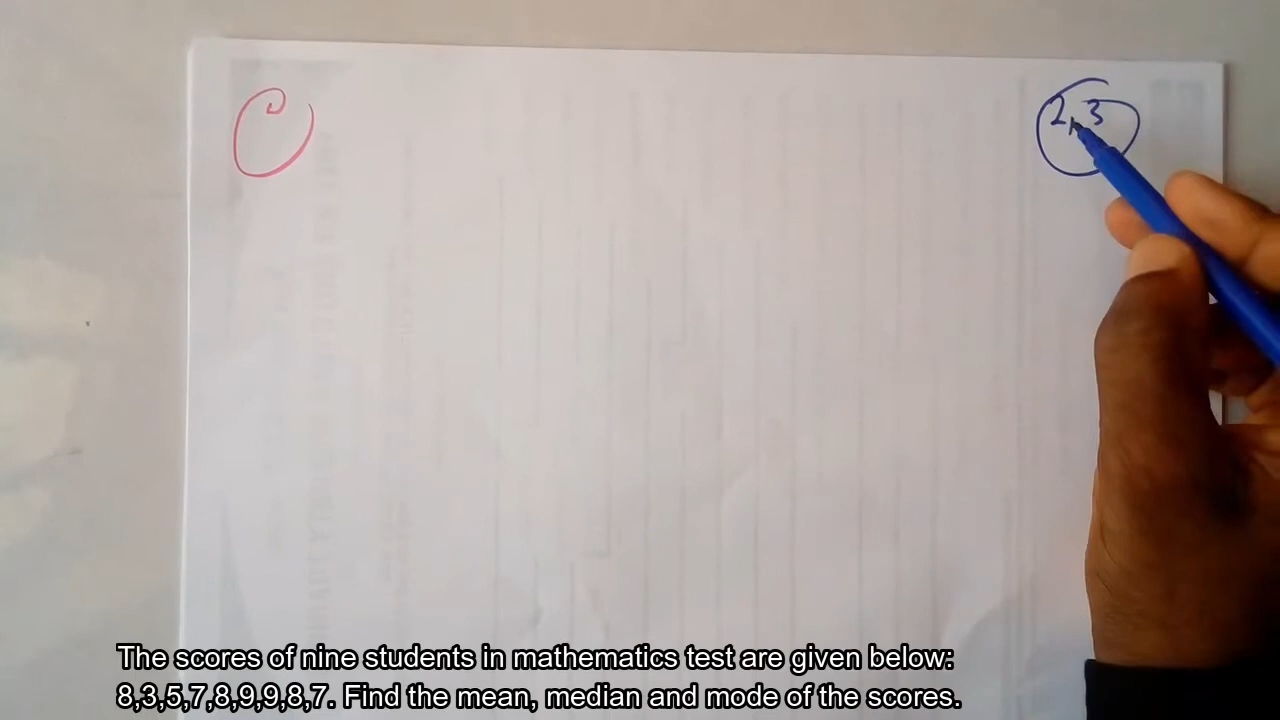 2,3
The scores of nine students in mathematics test are given below:
8,3,5,7,8,9,9,8,7. Find the mean, median and mode of the scores.